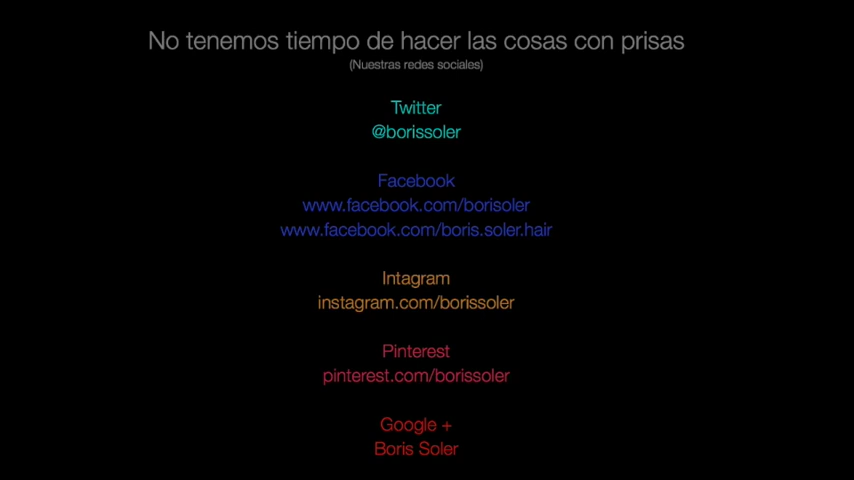 No tenemos tiempo de hacer las cosas con prisas
(Nuestras redes sociales)
Twitter
@borissoler
Facebook
www.facebook.com/borisoler
www.facebook.com/boris.soler.hair
Intagram
instagram.com/borissoler
Pinterest
pinterest.com/borissoler
Google +
Boris Soler